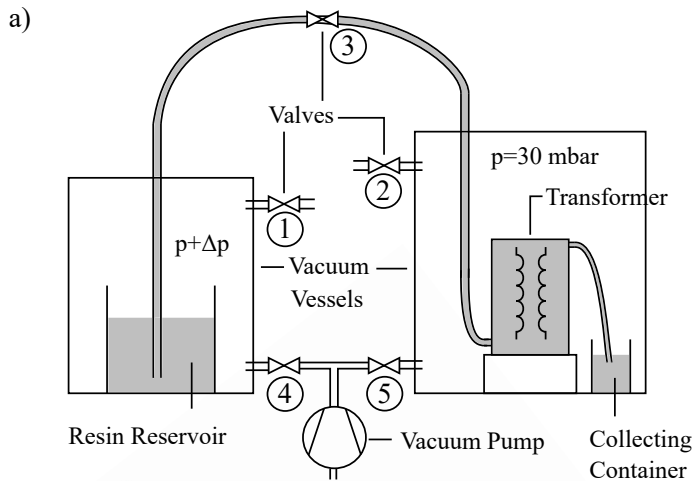 a)
3
Valves
p=30 mbar
2
Transformer
1
p+Δp
Vacuum
Vessels
4
5
Resin Reservoir
Vacuum Pump
Collecting
Container